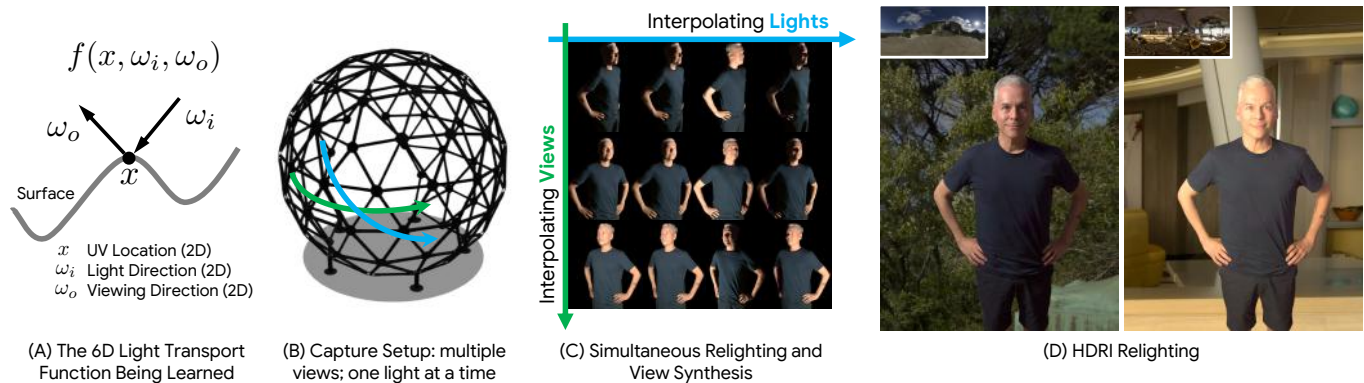 f(x, ωᵢ, ωₒ)
ωₒ
ωᵢ
x
Surface
x UV Location (2D)
ωᵢ Light Direction (2D)
ωₒ Viewing Direction (2D)
(A) The 6D Light Transport
Function Being Learned
(B) Capture Setup: multiple
views; one light at a time
Interpolating Lights
Interpolating Views
(C) Simultaneous Relighting and
View Synthesis
(D) HDRI Relighting